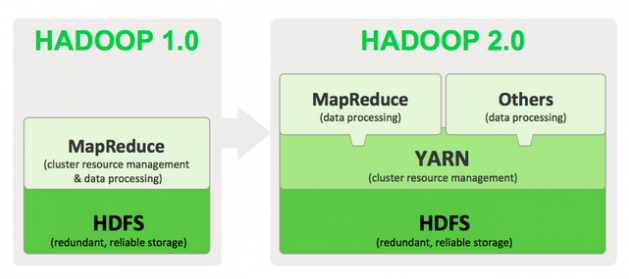 HADOOP 1.0
MapReduce
(cluster resource management
& data processing)
HDFS
(redundant, reliable storage)
HADOOP 2.0
MapReduce
(data processing)
Others
(data processing)
YARN
(cluster resource management)
HDFS
(redundant, reliable storage)